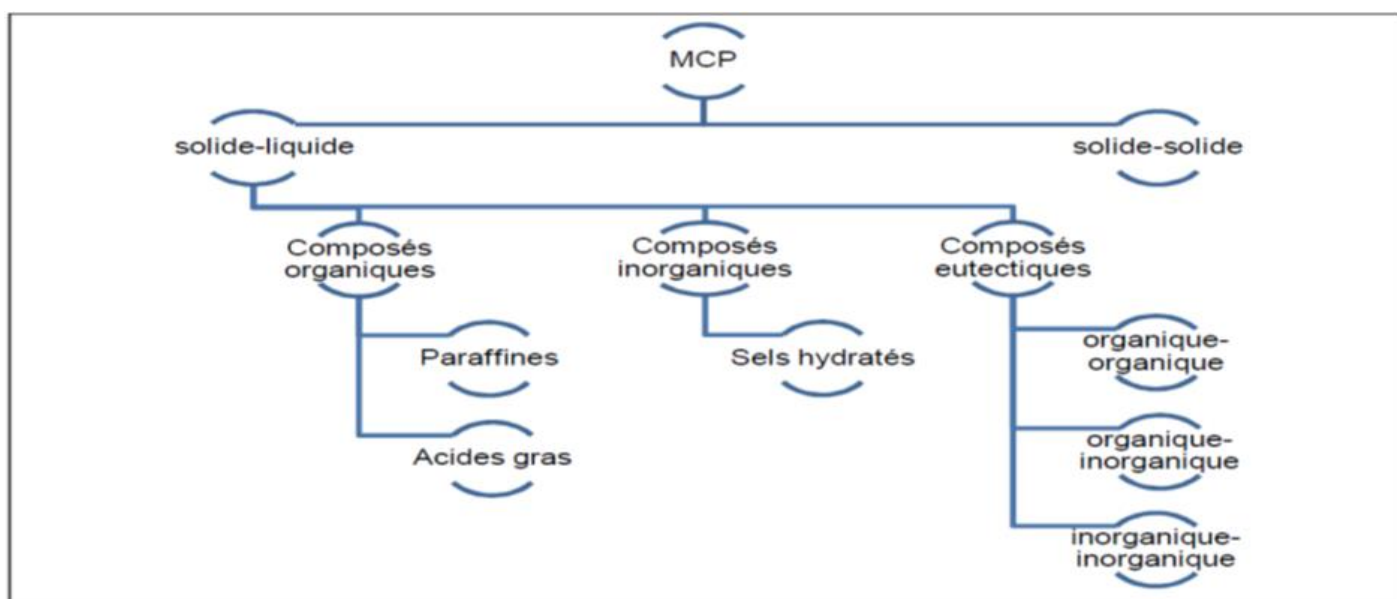 MCP
solide-liquide
solide-solide
Composés
organiques
Composés
inorganiques
Composés
eutectiques
Paraffines
Acides gras
Sels hydratés
organique-
organique
organique-
inorganique
inorganique-
inorganique